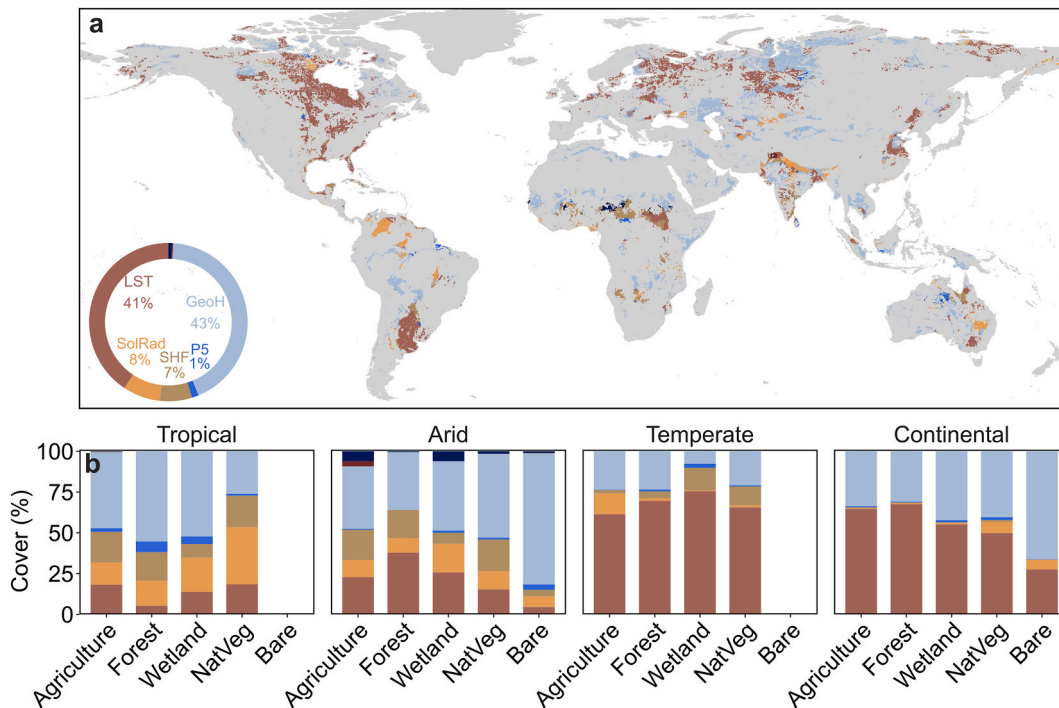 a
LST
41%
GeoH
43%
SolRad
8%
SHF
7%
P5
1%
b
Tropical
Arid
Temperate
Continental
Cover (%)
100
75
50
25
0
Agriculture
Forest
Wetland
NatVeg
Bare
Agriculture
Forest
Wetland
NatVeg
Bare
Agriculture
Forest
Wetland
NatVeg
Bare
Agriculture
Forest
Wetland
NatVeg
Bare